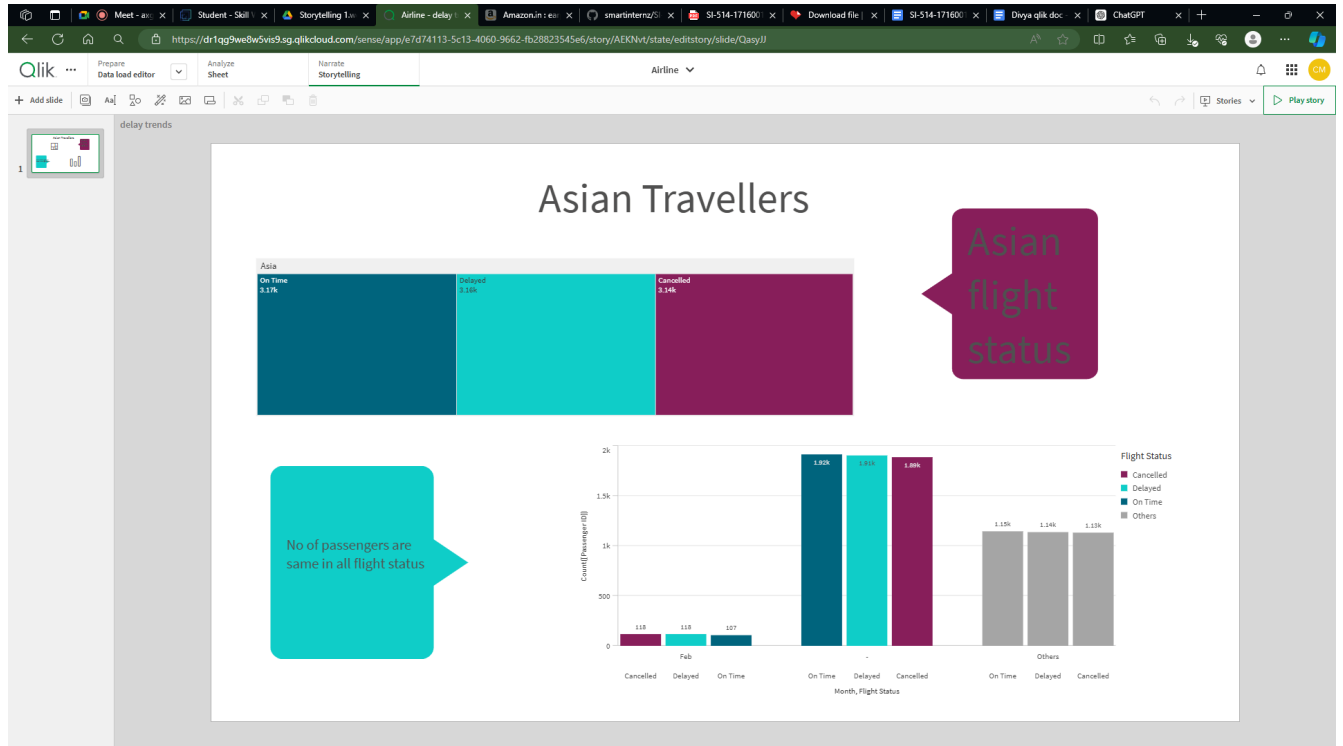 Meet - ax
Student - Skill
Storytelling 1.w
Airline - delay t
Amazon.in : ea
smartinternz/S
SI-514-171600
Download file |
SI-514-171600
Divya qlik doc -
ChatGPT
https://dr1qg9we8w5vis9.sg.qlikcloud.com/sense/app/e7d74113-5c13-4060-9662-fb28823545e6/story/AEKNvt/state/editstory/slide/QasyJJ
Qlik
Prepare
Data load editor
Analyze
Sheet
Narrate
Storytelling
Airline
CM
Add slide
Stories
Play story
1
delay trends
Asian Travellers
Asia
On Time
3.17k
Delayed
3.16k
Cancelled
3.14k
Asian
flight
status
No of passengers are
same in all flight status
Count([Passenger ID])
2k
1.5k
1k
500
0
118
118
107
1.92k
1.91k
1.89k
1.15k
1.14k
1.13k
Feb
-
Others
Cancelled
Delayed
On Time
On Time
Delayed
Cancelled
On Time
Delayed
Cancelled
Month, Flight Status
Flight Status
Cancelled
Delayed
On Time
Others